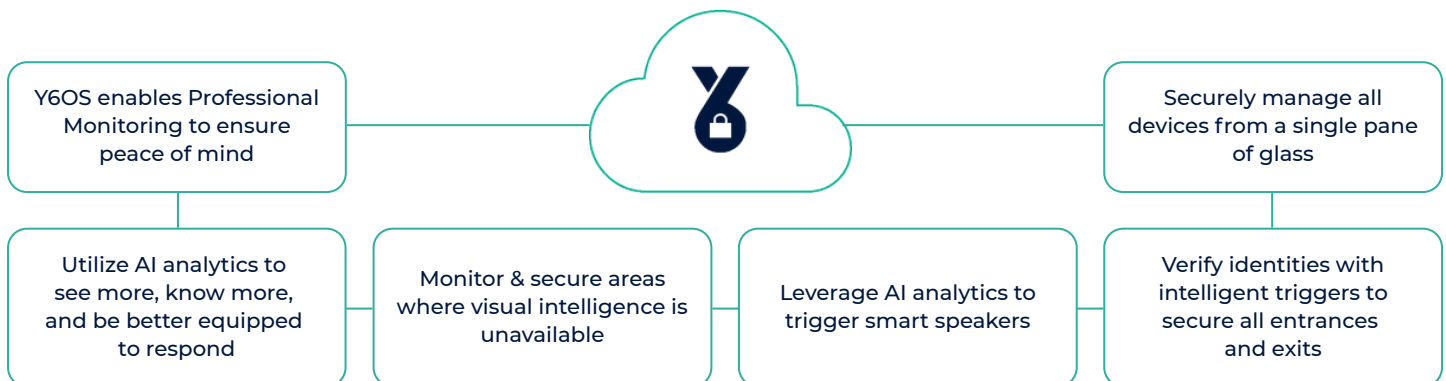 Y6OS enables Professional
Monitoring to ensure
peace of mind
Y6
Securely manage all
devices from a single pane
of glass
Utilize AI analytics to
see more, know more,
and be better equipped
to respond
Monitor & secure areas
where visual intelligence is
unavailable
Leverage AI analytics to
trigger smart speakers
Verify identities with
intelligent triggers to
secure all entrances
and exits